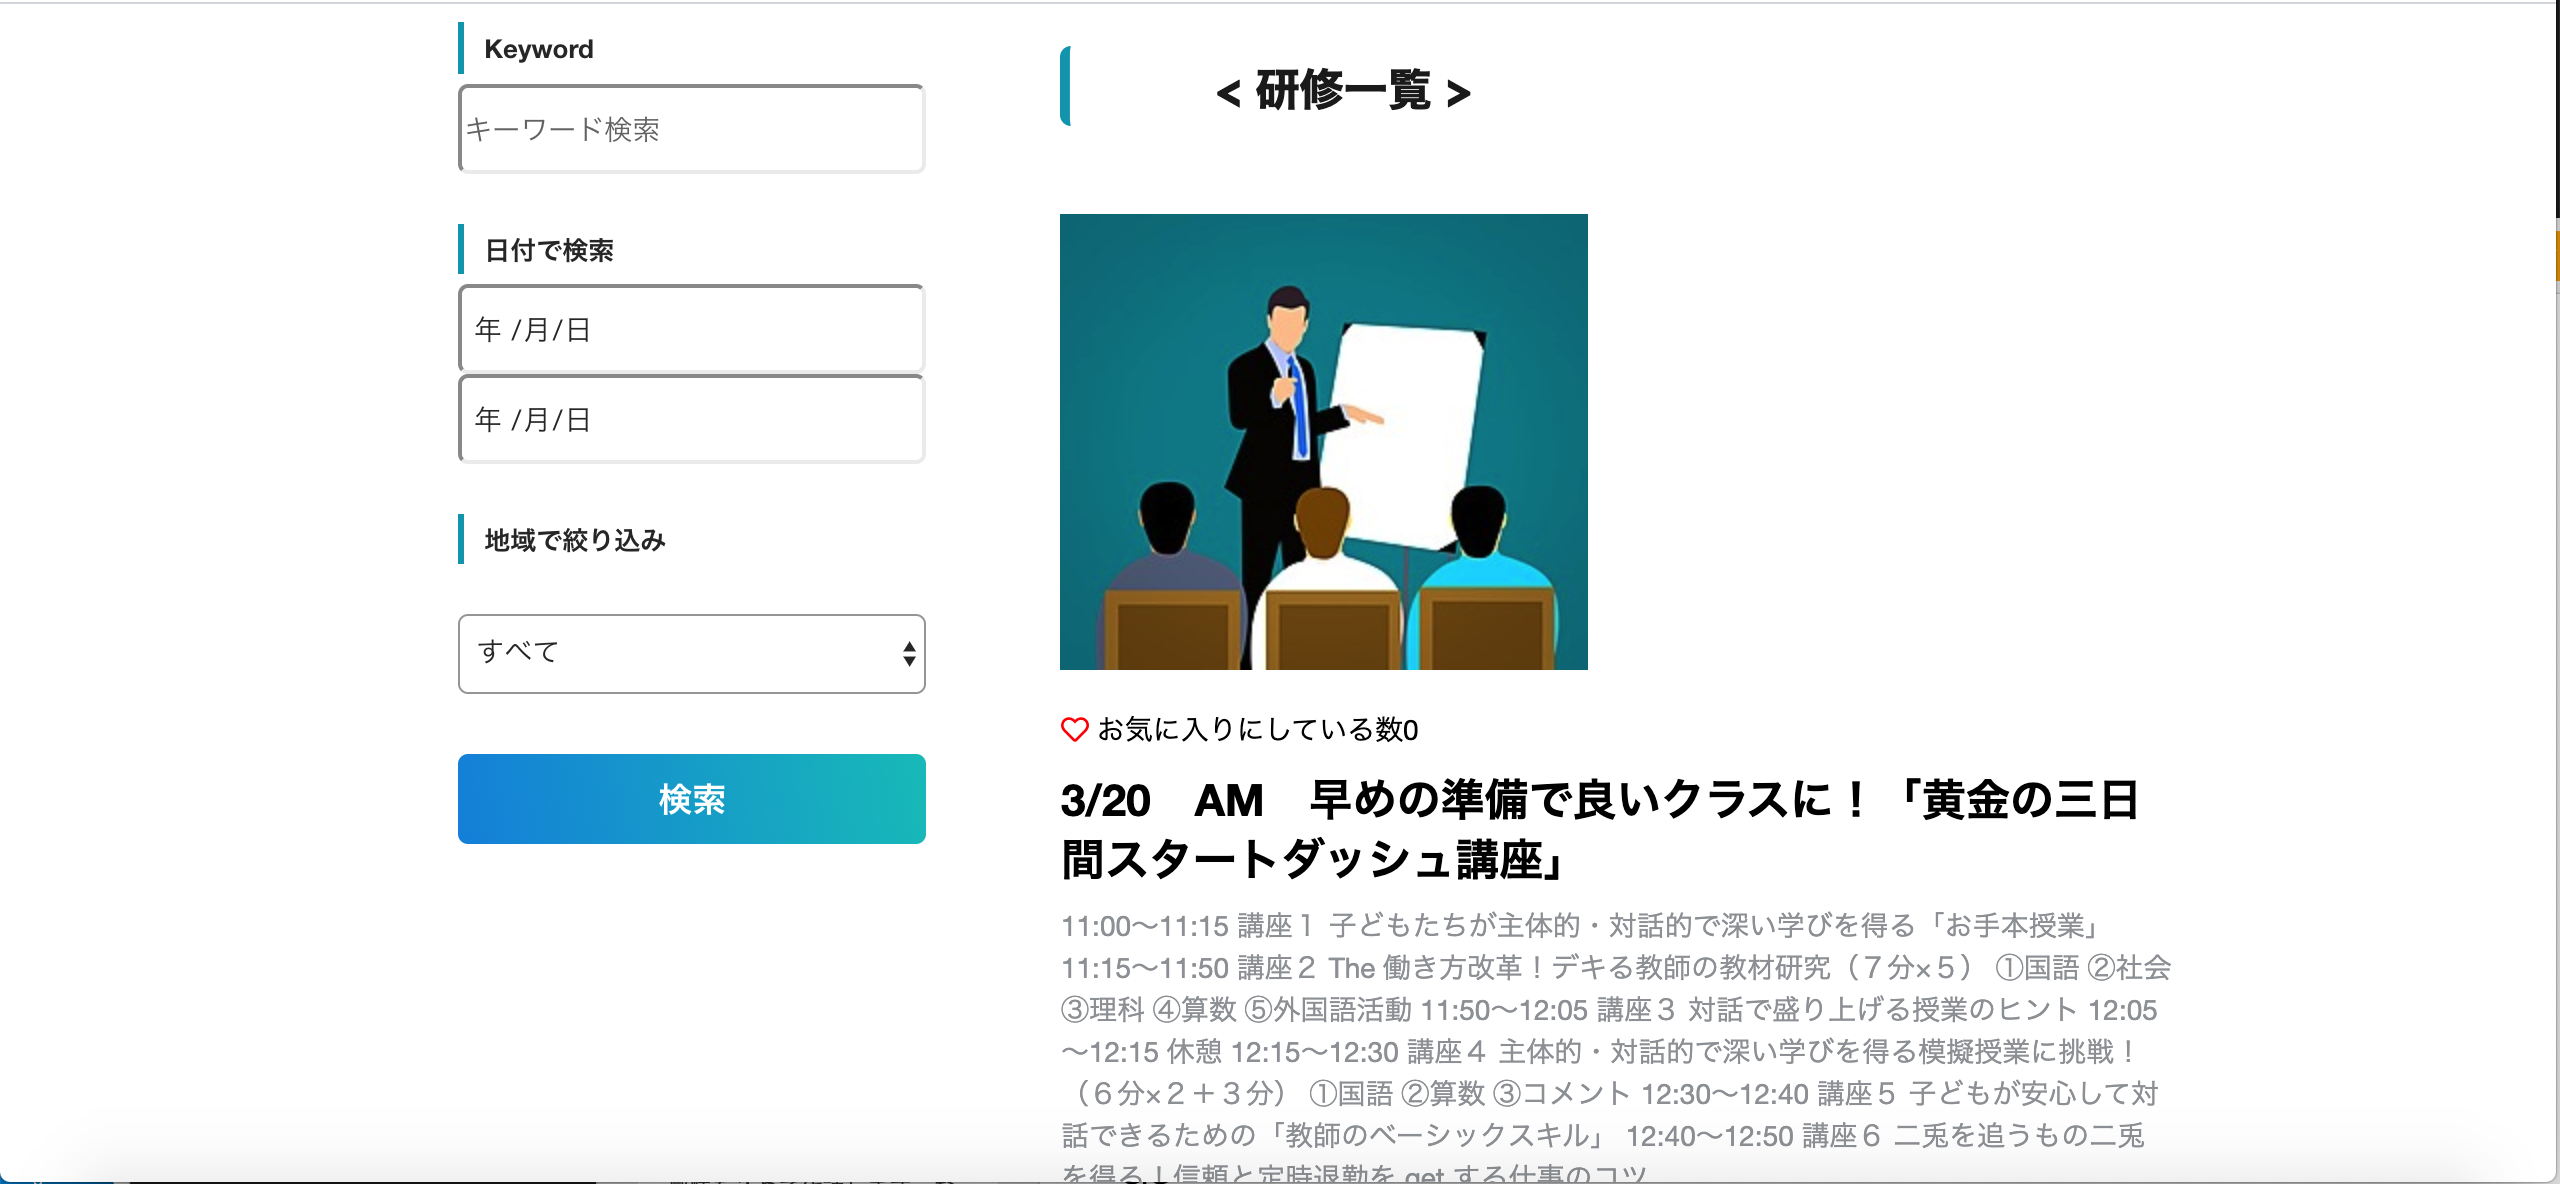 Keyword
キーワード検索
日付で検索
年 /月/日
年 /月/日
地域で絞り込み
すべて
検索
< 研修一覧 >
お気に入りにしている数0
3/20　AM　早めの準備で良いクラスに！「黄金の三日
間スタートダッシュ講座」
11:00〜11:15 講座１ 子どもたちが主体的・対話的で深い学びを得る「お手本授業」
11:15〜11:50 講座２ The 働き方改革！デキる教師の教材研究（７分×５） ①国語 ②社会
③理科 ④算数 ⑤外国語活動 11:50〜12:05 講座３ 対話で盛り上げる授業のヒント 12:05
〜12:15 休憩 12:15〜12:30 講座４ 主体的・対話的で深い学びを得る模擬授業に挑戦！
（６分×２＋３分） ①国語 ②算数 ③コメント 12:30〜12:40 講座５ 子どもが安心して対
話できるための「教師のベーシックスキル」 12:40〜12:50 講座６ 二兎を追うもの二兎
を得る！信頼と定時退勤を get する仕事のコツ